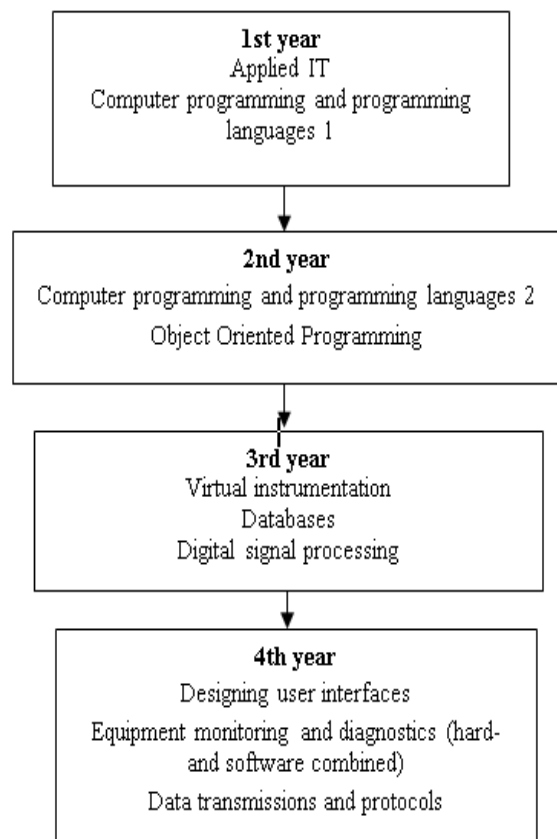 1st year
Applied IT
Computer programming and programming
languages 1
2nd year
Computer programming and programming languages 2
Object Oriented Programming
3rd year
Virtual instrumentation
Databases
Digital signal processing
4th year
Designing user interfaces
Equipment monitoring and diagnostics (hard-
and software combined)
Data transmissions and protocols